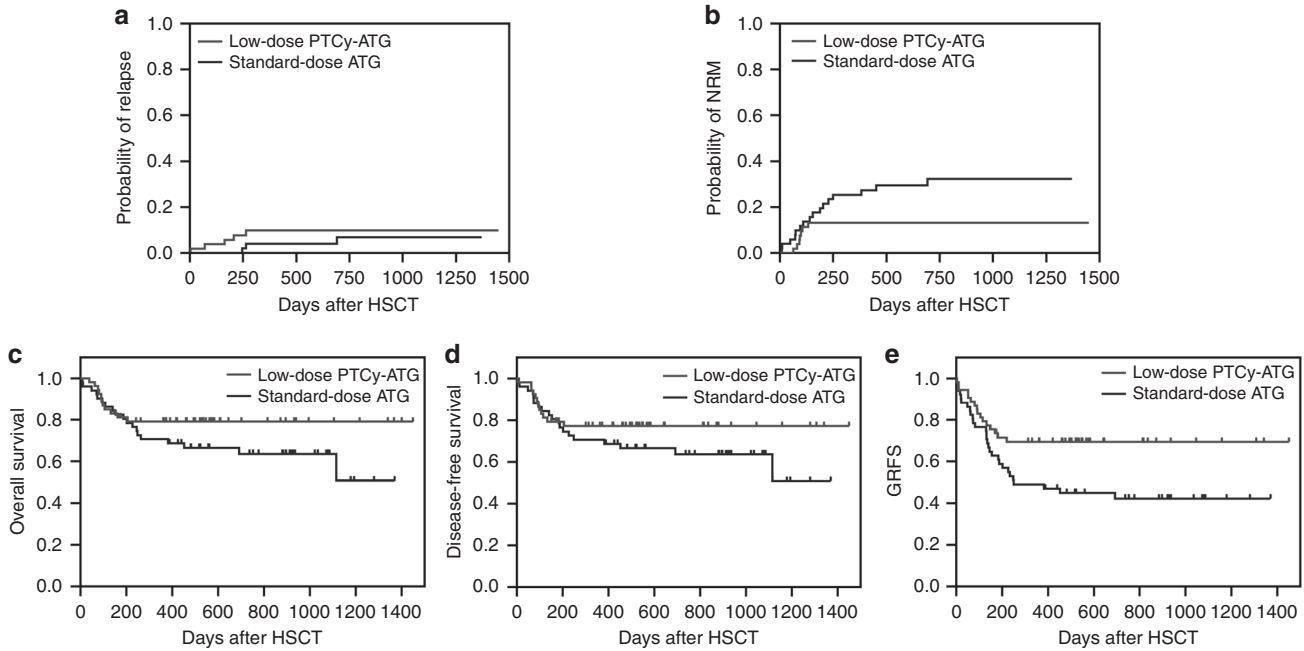 a
1.0
0.8
0.6
0.4
0.2
0.0
Probability of relapse
Low-dose PTCy-ATG
Standard-dose ATG
0 250 500 750 1000 1250 1500
Days after HSCT
b
1.0
0.8
0.6
0.4
0.2
0.0
Probability of NRM
Low-dose PTCy-ATG
Standard-dose ATG
0 250 500 750 1000 1250 1500
Days after HSCT
c
1.0
0.8
0.6
0.4
0.2
0.0
Overall survival
Low-dose PTCy-ATG
Standard-dose ATG
0 200 400 600 800 1000 1200 1400
Days after HSCT
d
1.0
0.8
0.6
0.4
0.2
0.0
Disease-free survival
Low-dose PTCy-ATG
Standard-dose ATG
0 200 400 600 800 1000 1200 1400
Days after HSCT
e
1.0
0.8
0.6
0.4
0.2
0.0
GRFS
Low-dose PTCy-ATG
Standard-dose ATG
0 200 400 600 800 1000 1200 1400
Days after HSCT